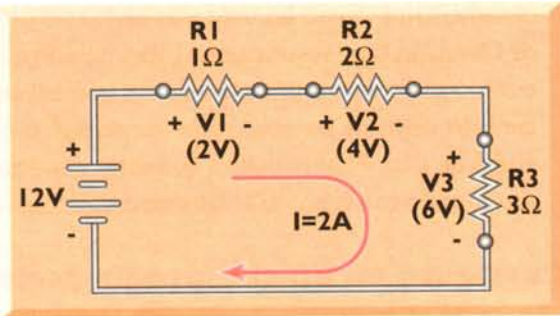 R1
1Ω
R2
2Ω
+ V1 -
(2V)
+ V2 -
(4V)
+
12V
-
+
V3
(6V)
-
R3
3Ω
I=2A